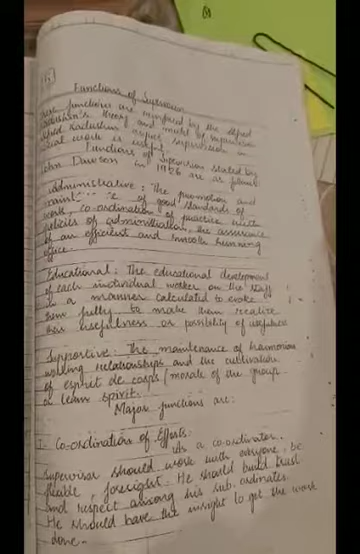 Functions of Supervision
functions are
by the
theory and model of supervision
Kadushin's aspect supervision in
social work is useful.
Functions of Supervision stated by
John Dawson in 1926 are as follows:
Administrative: The promotion and
of good standards of
work, co-ordination of practice with
policies of administration, the assurance
of an efficient and smooth running
office.
Educational: The educational development
of each individual worker on the staff
in a manner calculated to evoke
them fully to make them realize
usefulness or possibility of usefulness
Supportive: The maintenance of harmonious
working relationships and the cultivation
of esprit de corps/morale of the group
or team spirit.
Major functions are:
1. Co-ordination of Efforts:
As a co-ordinator,
Supervisor should work with everyone, be
flexible, foresight. He should build trust
and respect among his sub-ordinates.
He should have the insight to get the work
done.